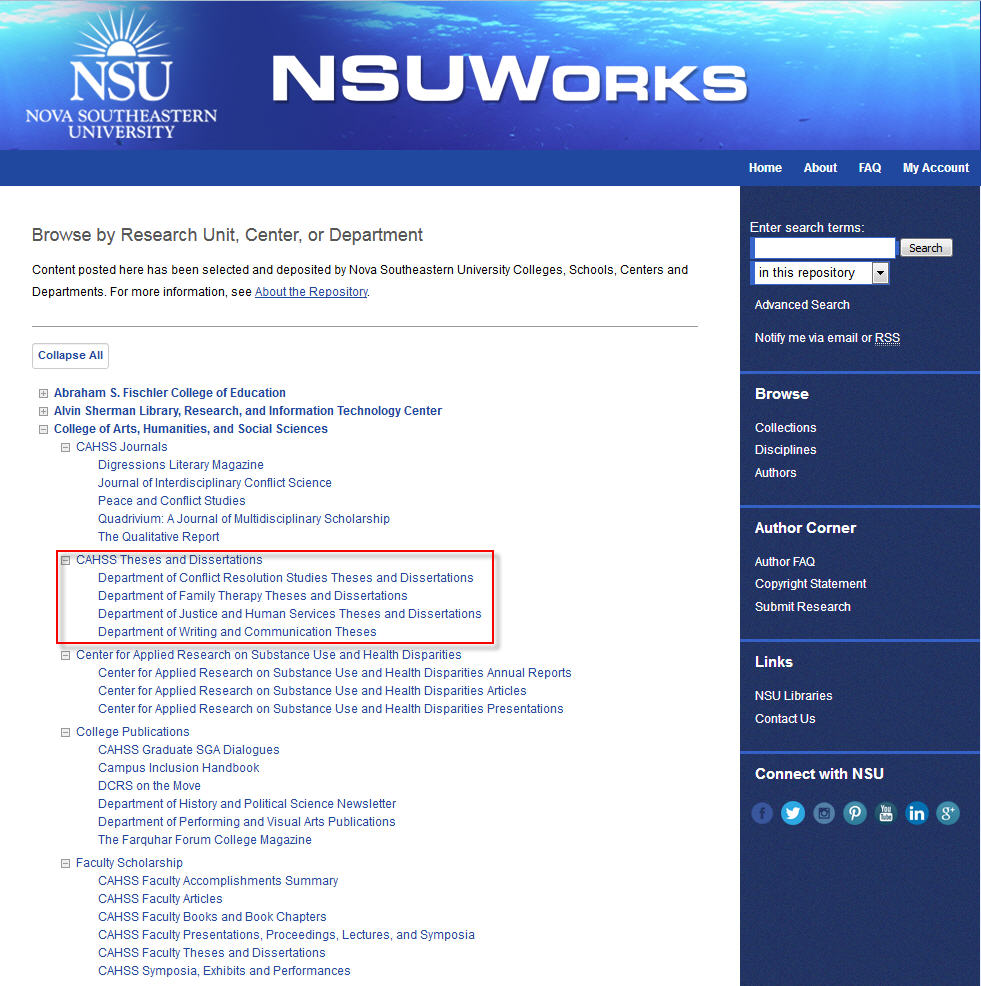 NSU
NOVA SOUTHEASTERN
UNIVERSITY
NSUWORKS
Home About FAQ My Account
Browse by Research Unit, Center, or Department
Content posted here has been selected and deposited by Nova Southeastern University Colleges, Schools, Centers and
Departments. For more information, see About the Repository.
Collapse All
Abraham S. Fischler College of Education
Alvin Sherman Library, Research, and Information Technology Center
College of Arts, Humanities, and Social Sciences
CAHSS Journals
Digressions Literary Magazine
Journal of Interdisciplinary Conflict Science
Peace and Conflict Studies
Quadrivium: A Journal of Multidisciplinary Scholarship
The Qualitative Report
CAHSS Theses and Dissertations
Department of Conflict Resolution Studies Theses and Dissertations
Department of Family Therapy Theses and Dissertations
Department of Justice and Human Services Theses and Dissertations
Department of Writing and Communication Theses
Center for Applied Research on Substance Use and Health Disparities
Center for Applied Research on Substance Use and Health Disparities Annual Reports
Center for Applied Research on Substance Use and Health Disparities Articles
Center for Applied Research on Substance Use and Health Disparities Presentations
College Publications
CAHSS Graduate SGA Dialogues
Campus Inclusion Handbook
DCRS on the Move
Department of History and Political Science Newsletter
Department of Performing and Visual Arts Publications
The Farquhar Forum College Magazine
Faculty Scholarship
CAHSS Faculty Accomplishments Summary
CAHSS Faculty Articles
CAHSS Faculty Books and Book Chapters
CAHSS Faculty Presentations, Proceedings, Lectures, and Symposia
CAHSS Faculty Theses and Dissertations
CAHSS Symposia, Exhibits and Performances
Enter search terms:
Search
in this repository
Advanced Search
Notify me via email or RSS
Browse
Collections
Disciplines
Authors
Author Corner
Author FAQ
Copyright Statement
Submit Research
Links
NSU Libraries
Contact Us
Connect with NSU
f You Tube in g+